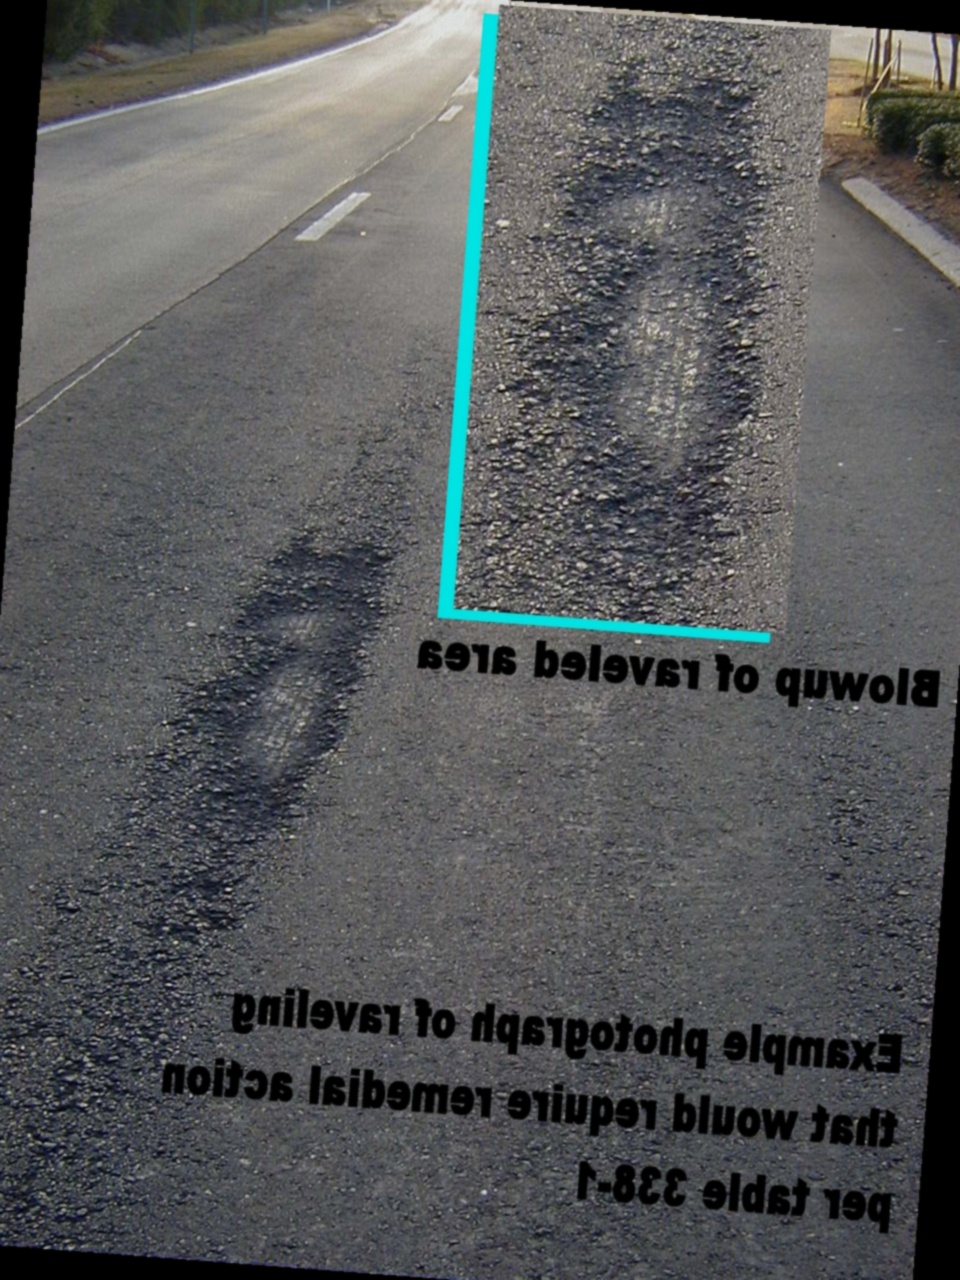 Blowup of raveled area
Example photograph of raveling
that would require remedial action
per table 338-1